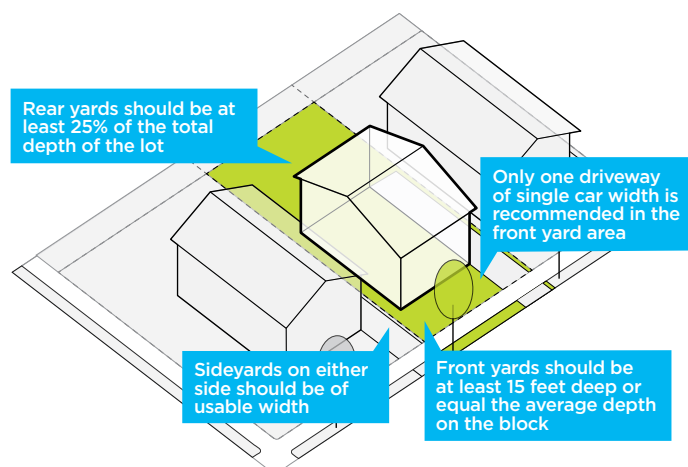 Rear yards should be at
least 25% of the total
depth of the lot
Only one driveway
of single car width is
recommended in the
front yard area
Sideyards on either
side should be of
usable width
Front yards should be
at least 15 feet deep or
equal the average depth
on the block